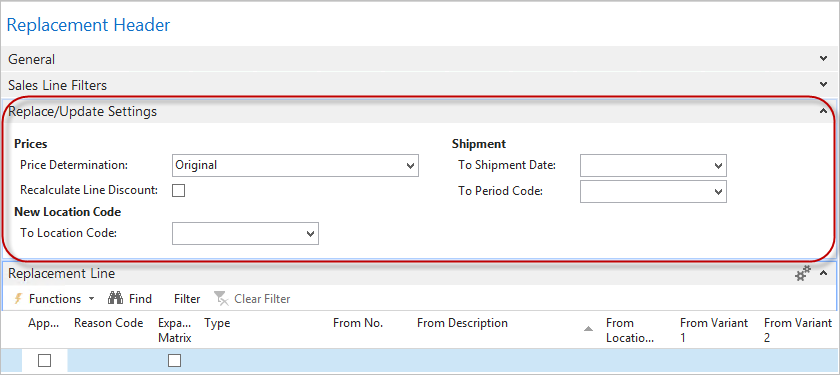 Replacement Header
General
Sales Line Filters
Replace/Update Settings
Prices
Shipment
Price Determination: Original
To Shipment Date:
Recalculate Line Discount:
To Period Code:
New Location Code
To Location Code:
Replacement Line
Functions Find Filter Clear Filter
App... Reason Code Expa... Type From No. From Description From From Variant From Variant
Matrix Locatio... 1 2